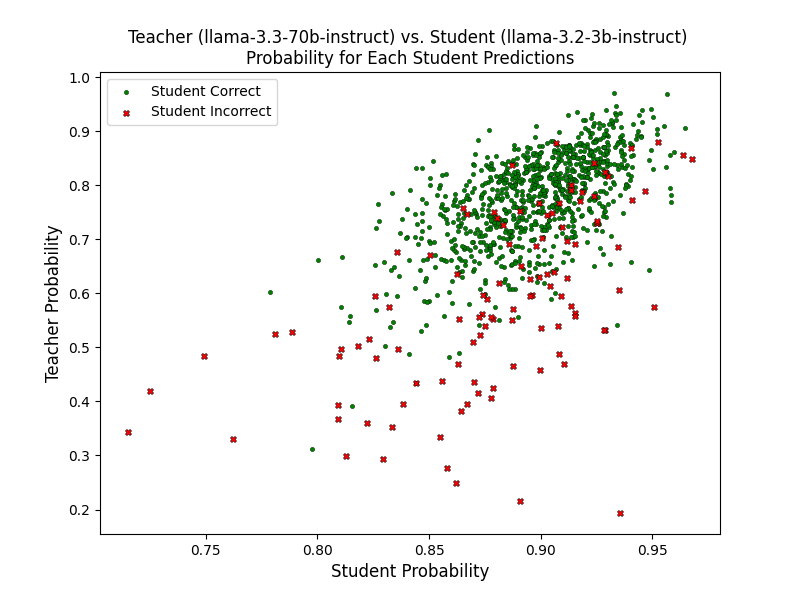 Teacher (llama-3.3-70b-instruct) vs. Student (llama-3.2-3b-instruct)
Probability for Each Student Predictions
Student Correct
Student Incorrect
1.0
0.9
0.8
0.7
0.6
0.5
0.4
0.3
0.2
Teacher Probability
0.75 0.80 0.85 0.90 0.95
Student Probability